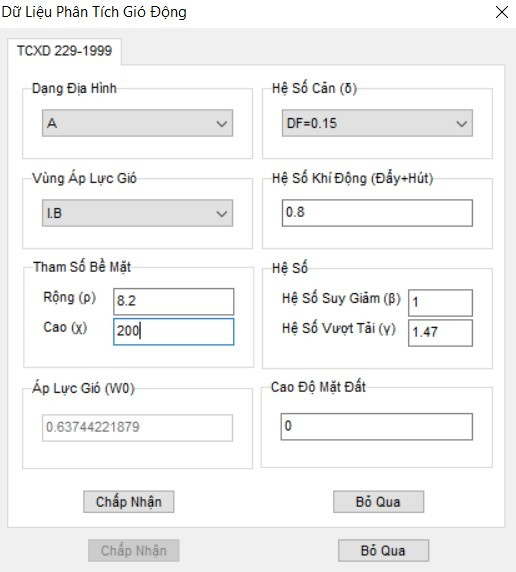 Dữ Liệu Phân Tích Gió Động
TCXD 229-1999
Dạng Địa Hình
A
Hệ Số Cản (δ)
DF=0.15
Vùng Áp Lực Gió
I.B
Hệ Số Khí Động (Đẩy+Hút)
0.8
Tham Số Bề Mặt
Rộng (ρ) 8.2
Cao (χ) 200
Hệ Số
Hệ Số Suy Giảm (β) 1
Hệ Số Vượt Tải (γ) 1.47
Áp Lực Gió (W0)
0.63744221879
Cao Độ Mặt Đất
0
Chấp Nhận Bỏ Qua
Chấp Nhận Bỏ Qua